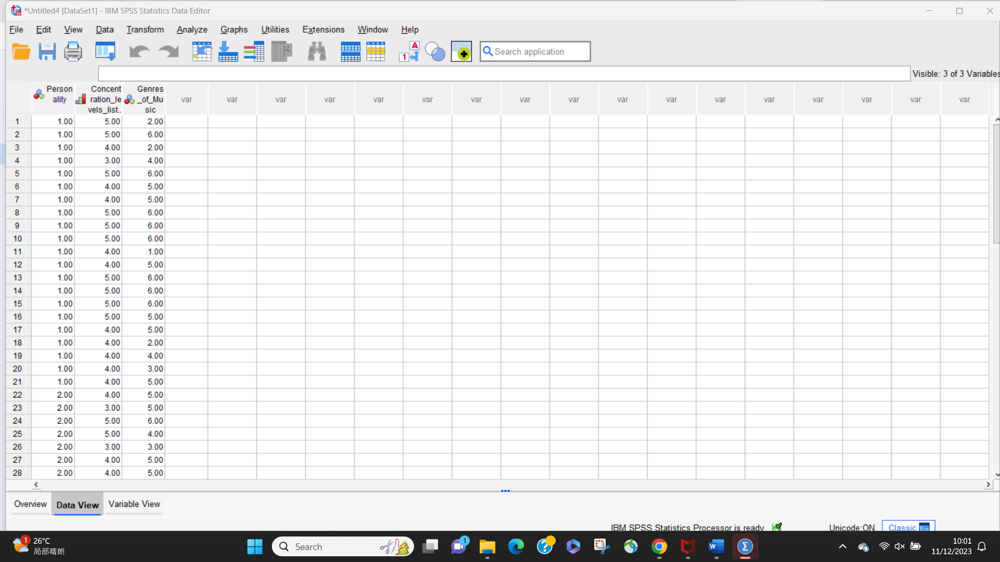 *Untitled4 [DataSet1] - IBM SPSS Statistics Data Editor
File Edit View Data Transform Analyze Graphs Utilities Extensions Window Help
A
1
μ
Search application
Visible: 3 of 3 Variables
Personality Concentration_levels_list.. Genres_of_Music var var var var var var var var var var var var var var var var var
1 1.00 5.00 2.00
2 1.00 5.00 6.00
3 1.00 4.00 2.00
4 1.00 3.00 4.00
5 1.00 5.00 6.00
6 1.00 4.00 5.00
7 1.00 4.00 5.00
8 1.00 5.00 6.00
9 1.00 5.00 6.00
10 1.00 5.00 6.00
11 1.00 4.00 1.00
12 1.00 4.00 5.00
13 1.00 5.00 6.00
14 1.00 5.00 6.00
15 1.00 5.00 6.00
16 1.00 5.00 5.00
17 1.00 4.00 5.00
18 1.00 4.00 2.00
19 1.00 4.00 4.00
20 1.00 4.00 3.00
21 1.00 4.00 5.00
22 2.00 4.00 5.00
23 2.00 3.00 5.00
24 2.00 5.00 6.00
25 2.00 5.00 4.00
26 2.00 3.00 3.00
27 2.00 4.00 5.00
28 2.00 4.00 5.00
Overview Data View Variable View
IBM SPSS Statistics Processor is ready Unicode:ON Classic
1
26°C
局部晴朗
Search
1
10:01
11/12/2023